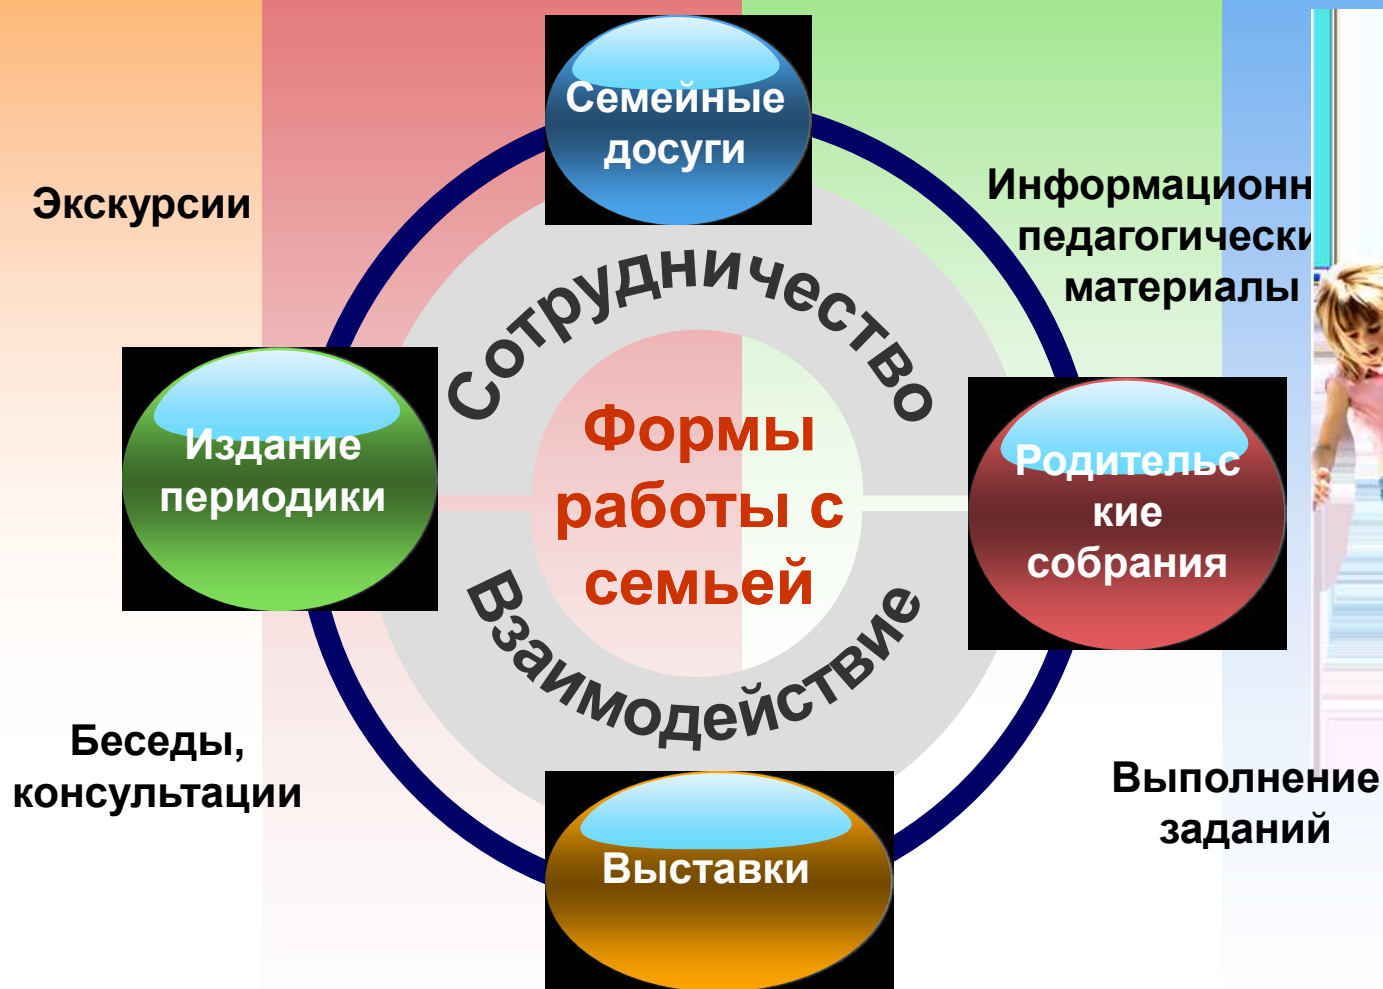 Семейные
досуги
Экскурсии
Информационн
педагогически
материалы
Сотрудничество
Издание
периодики
Формы
работы с
семьей
Родительс
кие
собрания
Взаимодействие
Беседы,
консультации
Выполнение
заданий
Выставки